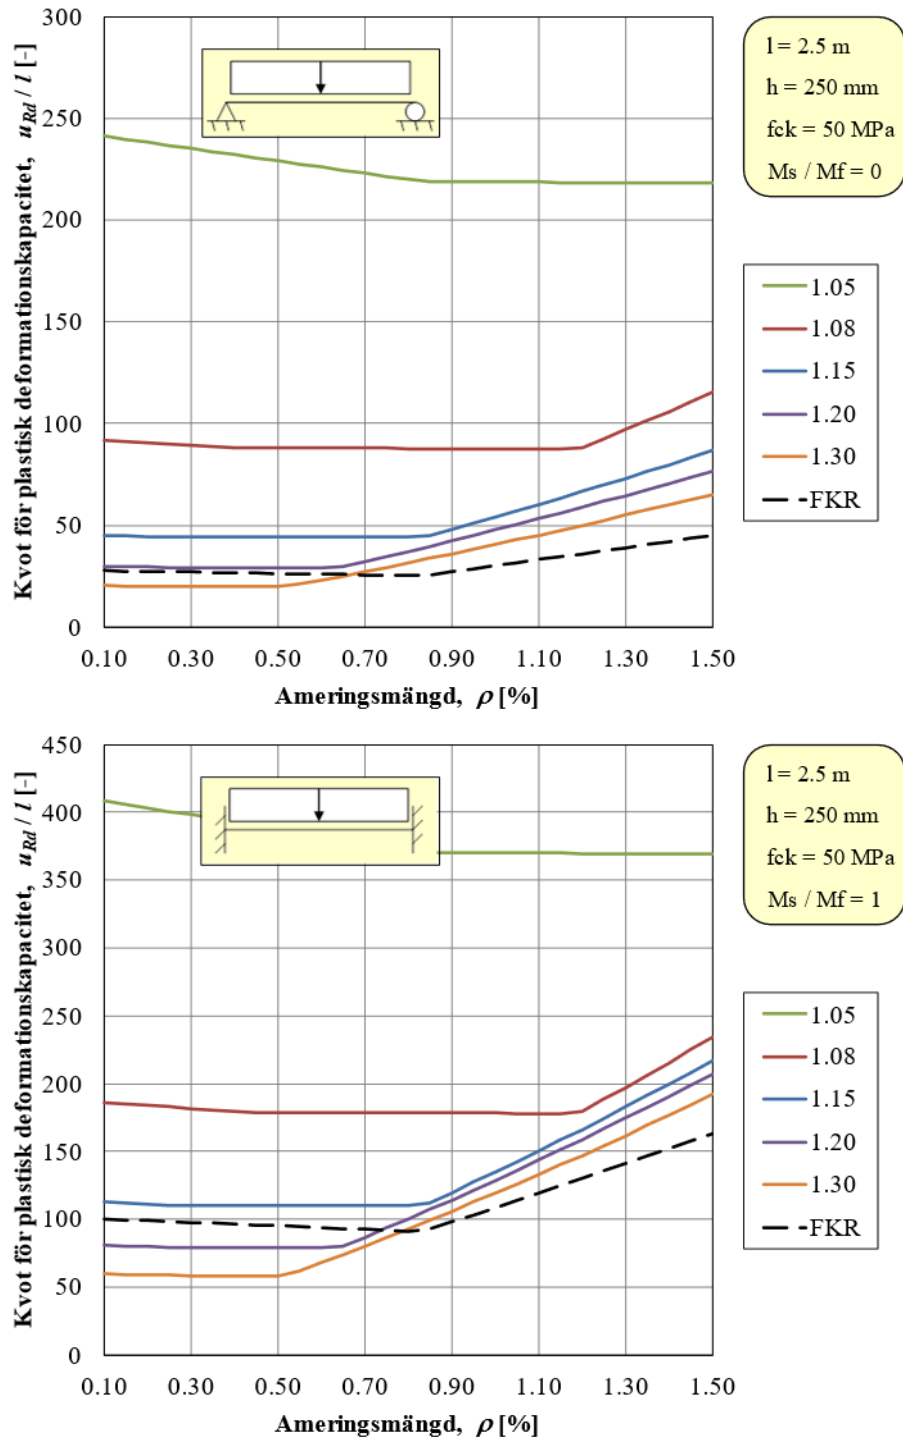 Kvot för plastisk deformationskapacitet, u_Rd / l [-]
300
250
200
150
100
50
0
0.10 0.30 0.50 0.70 0.90 1.10 1.30 1.50
Ameringsmängd, ρ [%]
l = 2.5 m
h = 250 mm
fck = 50 MPa
Ms / Mf = 0
1.05
1.08
1.15
1.20
1.30
FKR
Kvot för plastisk deformationskapacitet, u_Rd / l [-]
450
400
350
300
250
200
150
100
50
0
0.10 0.30 0.50 0.70 0.90 1.10 1.30 1.50
Ameringsmängd, ρ [%]
l = 2.5 m
h = 250 mm
fck = 50 MPa
Ms / Mf = 1
1.05
1.08
1.15
1.20
1.30
FKR